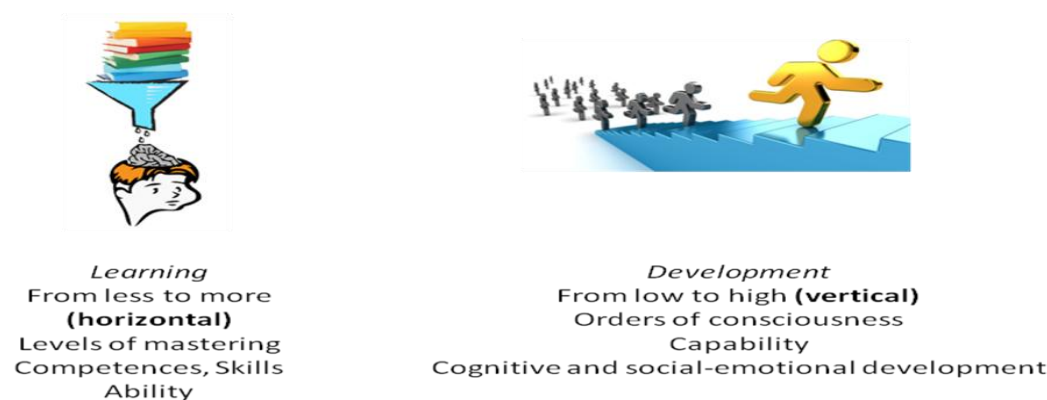 Learning
From less to more
(horizontal)
Levels of mastering
Competences, Skills
Ability
Development
From low to high (vertical)
Orders of consciousness
Capability
Cognitive and social-emotional development